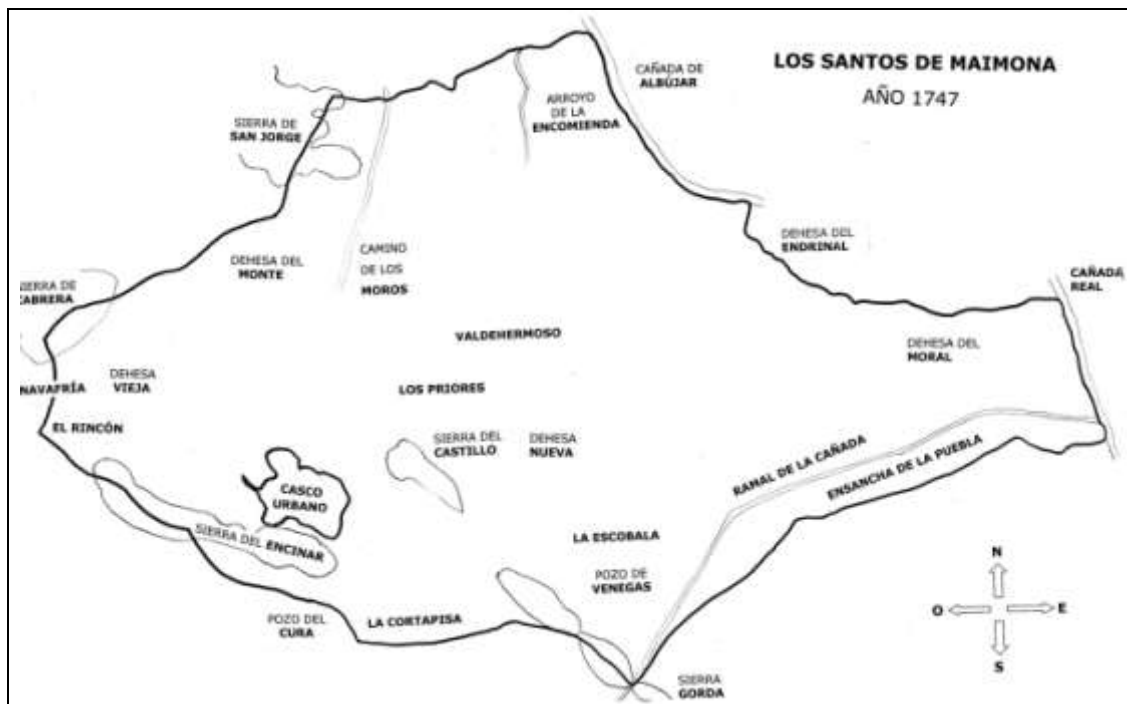 LOS SANTOS DE MAIMONA
AÑO 1747
CAÑADA DE
ALBÚJAR
ARROYO
DE LA
ENCOMIENDA
SIERRA DE
SAN JORGE
DEHESA DEL
ENDRINAL
DEHESA DEL
MONTE
CAMINO
DE LOS
MOROS
CAÑADA
REAL
SIERRA DE
CABRERA
VALDEHERMOSO
DEHESA DEL
MORAL
NAVAFRÍA
DEHESA
VIEJA
LOS PRIORES
EL RINCÓN
SIERRA DEL
CASTILLO
DEHESA
NUEVA
RAMAL DE LA CAÑADA
ENSANCHA DE LA PUEBLA
CASCO
URBANO
SIERRA DEL ENCINAR
LA ESCOBALA
POZO DE
VENEGAS
POZO DEL
CURA
LA CORTAPISA
SIERRA
GORDA
N
O
E
S